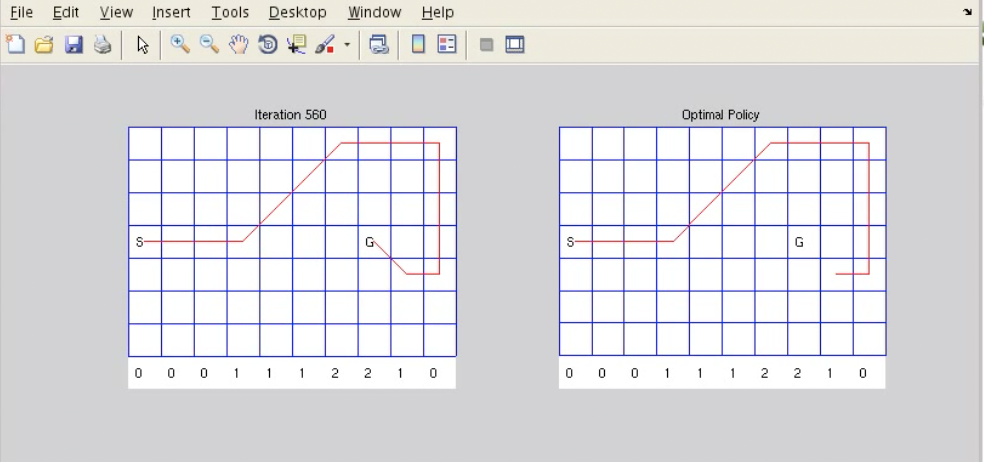 File Edit View Insert Tools Desktop Window Help
Iteration 560
S G
0 0 0 1 1 1 2 2 1 0
Optimal Policy
S G
0 0 0 1 1 1 2 2 1 0